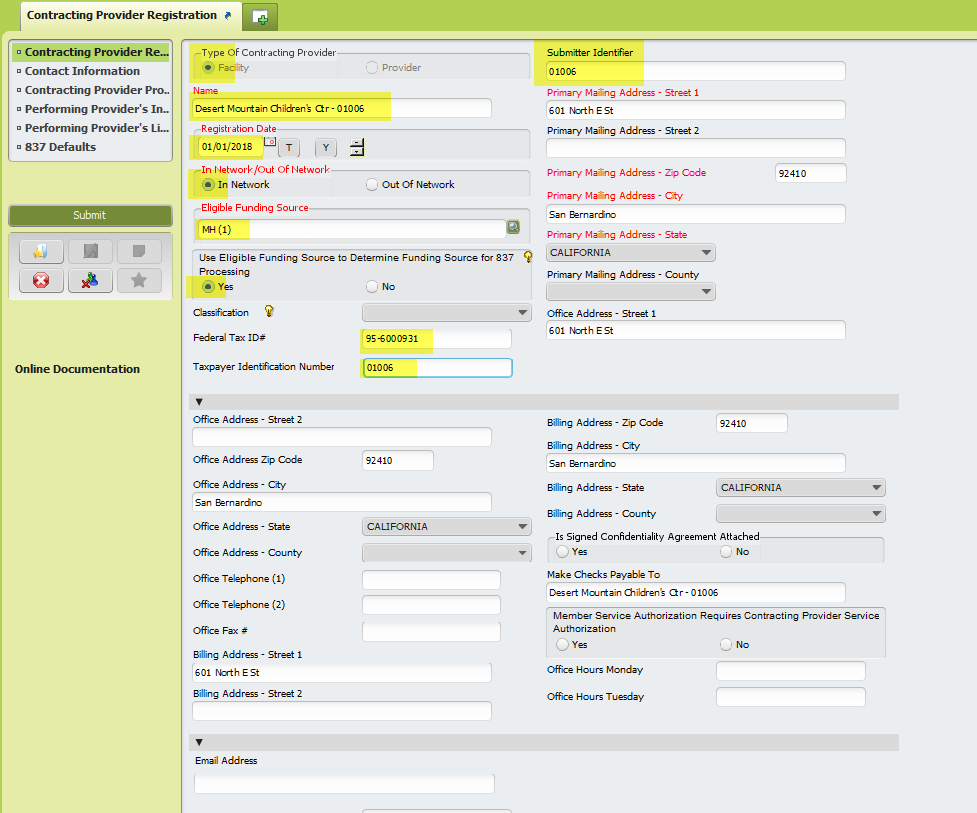 Contracting Provider Registration
Contracting Provider Re...
Contact Information
Contracting Provider Pro...
Performing Provider's In...
Performing Provider's Li...
837 Defaults
Submit
Online Documentation
Type Of Contracting Provider
Facility
Provider
Name
Desert Mountain Children's Ctr - 01006
Registration Date
01/01/2018
T
Y
In Network/Out Of Network
In Network
Out Of Network
Eligible Funding Source
MH (1)
Use Eligible Funding Source to Determine Funding Source for 837
Processing
Yes
No
Classification
Federal Tax ID#
95-6000931
Taxpayer Identification Number
01006
Submitter Identifier
01006
Primary Mailing Address - Street 1
601 North E St
Primary Mailing Address - Street 2
Primary Mailing Address - Zip Code
92410
Primary Mailing Address - City
San Bernardino
Primary Mailing Address - State
CALIFORNIA
Primary Mailing Address - County
Office Address - Street 1
601 North E St
Office Address - Street 2
Office Address Zip Code
92410
Office Address - City
San Bernardino
Office Address - State
CALIFORNIA
Office Address - County
Office Telephone (1)
Office Telephone (2)
Office Fax #
Billing Address - Street 1
601 North E St
Billing Address - Street 2
Billing Address - Zip Code
92410
Billing Address - City
San Bernardino
Billing Address - State
CALIFORNIA
Billing Address - County
Is Signed Confidentiality Agreement Attached
Yes
No
Make Checks Payable To
Desert Mountain Children's Ctr - 01006
Member Service Authorization Requires Contracting Provider Service
Authorization
Yes
No
Office Hours Monday
Office Hours Tuesday
Email Address